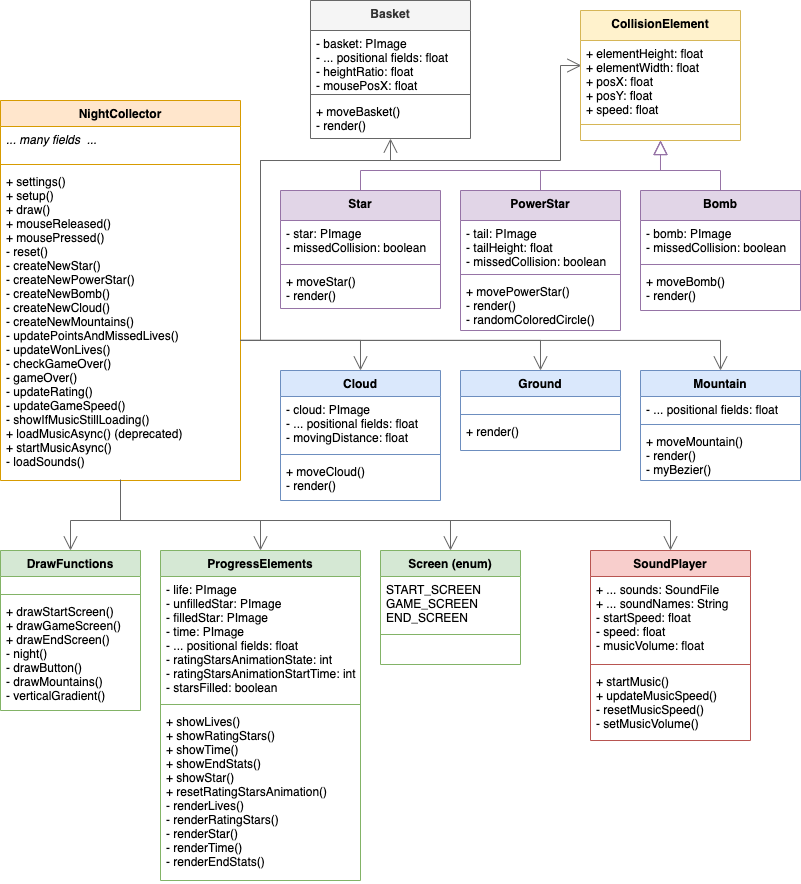 Basket
- basket: PImage
- ... positional fields: float
- heightRatio: float
- mousePosX: float
+ moveBasket()
- render()
CollisionElement
+ elementHeight: float
+ elementWidth: float
+ posX: float
+ posY: float
+ speed: float
NightCollector
... many fields ...
+ settings()
+ setup()
+ draw()
+ mouseReleased()
+ mousePressed()
- reset()
- createNewStar()
- createNewPowerStar()
- createNewBomb()
- createNewCloud()
- createNewMountains()
- updatePointsAndMissedLives()
- updateWonLives()
- checkGameOver()
- gameOver()
- updateRating()
- updateGameSpeed()
- showIfMusicStillLoading()
+ loadMusicAsync() (deprecated)
+ startMusicAsync()
- loadSounds()
Star
- star: PImage
- missedCollision: boolean
+ moveStar()
- render()
PowerStar
- tail: PImage
- tailHeight: float
- missedCollision: boolean
+ movePowerStar()
- render()
- randomColoredCircle()
Bomb
- bomb: PImage
- missedCollision: boolean
+ moveBomb()
- render()
Cloud
- cloud: PImage
- ... positional fields: float
- movingDistance: float
+ moveCloud()
- render()
Ground
+ render()
Mountain
- ... positional fields: float
+ moveMountain()
- render()
- myBezier()
DrawFunctions
+ drawStartScreen()
+ drawGameScreen()
+ drawEndScreen()
- night()
- drawButton()
- drawMountains()
- verticalGradient()
ProgressElements
- life: PImage
- unfilledStar: PImage
- filledStar: PImage
- time: PImage
- ... positional fields: float
- ratingStarsAnimationState: int
- ratingStarsAnimationStartTime: int
- starsFilled: boolean
+ showLives()
+ showRatingStars()
+ showTime()
+ showEndStats()
+ showStar()
+ resetRatingStarsAnimation()
- renderLives()
- renderRatingStars()
- renderStar()
- renderTime()
- renderEndStats()
Screen (enum)
START_SCREEN
GAME_SCREEN
END_SCREEN
SoundPlayer
+ ... sounds: SoundFile
+ ... soundNames: String
- startSpeed: float
- speed: float
- musicVolume: float
+ startMusic()
+ updateMusicSpeed()
- resetMusicSpeed()
- setMusicVolume()